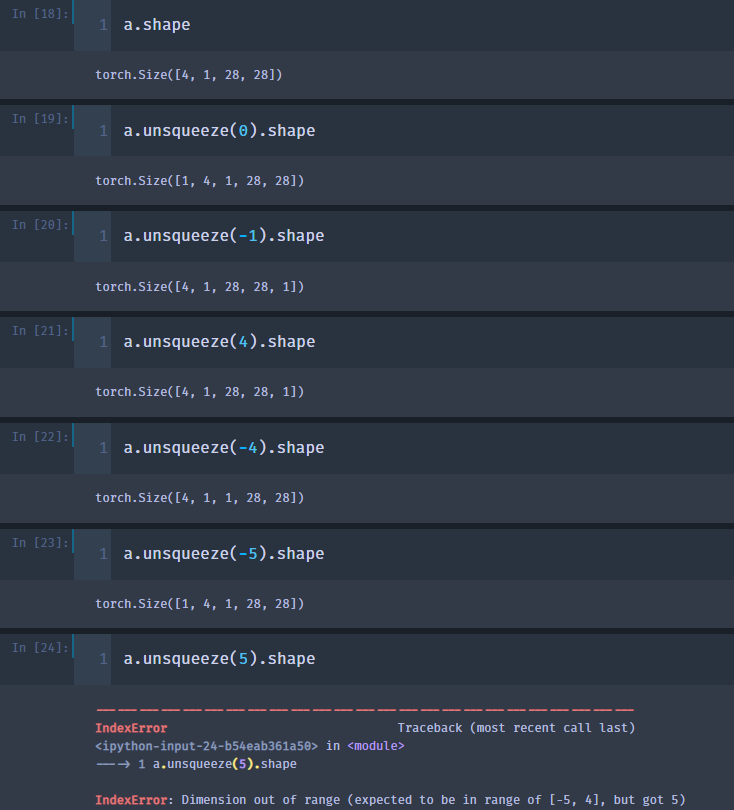 In [18]:
1 a.shape
torch.Size([4, 1, 28, 28])
In [19]:
1 a.unsqueeze(0).shape
torch.Size([1, 4, 1, 28, 28])
In [20]:
1 a.unsqueeze(-1).shape
torch.Size([4, 1, 28, 28, 1])
In [21]:
1 a.unsqueeze(4).shape
torch.Size([4, 1, 28, 28, 1])
In [22]:
1 a.unsqueeze(-4).shape
torch.Size([4, 1, 1, 28, 28])
In [23]:
1 a.unsqueeze(-5).shape
torch.Size([1, 4, 1, 28, 28])
In [24]:
1 a.unsqueeze(5).shape
IndexError Traceback (most recent call last)
<ipython-input-24-b54eab361a50> in <module>
----> 1 a.unsqueeze(5).shape
IndexError: Dimension out of range (expected to be in range of [-5, 4], but got 5)